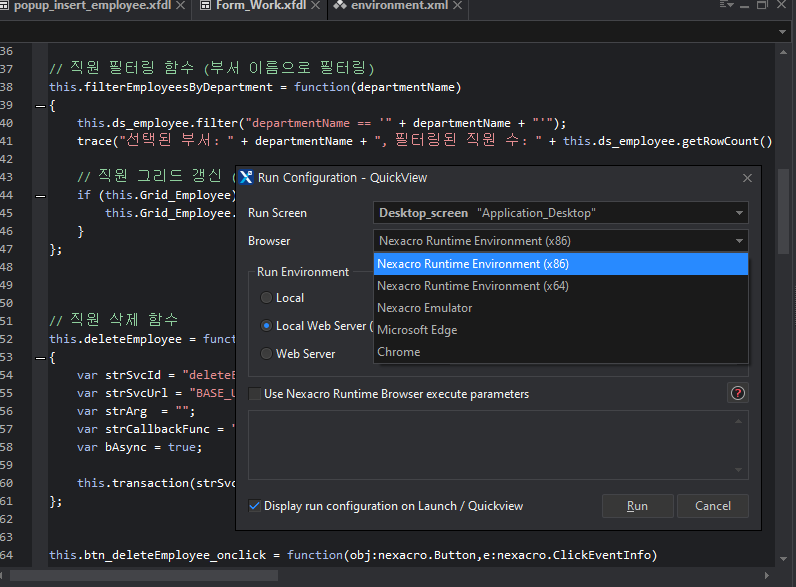 popup_insert_employee.xfdl
Form_Work.xfdl
environment.xml
36
37 // 직원 필터링 함수 (부서 이름으로 필터링)
38 this.filterEmployeesByDepartment = function(departmentName)
39 {
40 this.ds_employee.filter("departmentName == '" + departmentName + "'");
41 trace("선택된 부서: " + departmentName + ", 필터링된 직원 수: " + this.ds_employee.getRowCount()
42
43 // 직원 그리드 갱신 (
44 if (this.Grid_Employee)
45 this.Grid_Employee.
46 }
47 };
48
49
50
51 // 직원 삭제 함수
52 this.deleteEmployee = funct
53 {
54 var strSvcId = "deleteE
55 var strSvcUrl = "BASE_U
56 var strArg = "";
57 var strCallbackFunc = "
58 var bAsync = true;
59
60 this.transaction(strSvc
61 };
62
63
64 this.btn_deleteEmployee_onclick = function(obj:nexacro.Button,e:nexacro.ClickEventInfo)
Run Configuration - QuickView
Run Screen
Desktop_screen "Application_Desktop"
Browser
Nexacro Runtime Environment (x86)
Nexacro Runtime Environment (x86)
Nexacro Runtime Environment (x64)
Nexacro Emulator
Microsoft Edge
Chrome
Run Environment
Local
Local Web Server (
Web Server
Use Nexacro Runtime Browser execute parameters
?
Display run configuration on Launch / Quickview
Run
Cancel